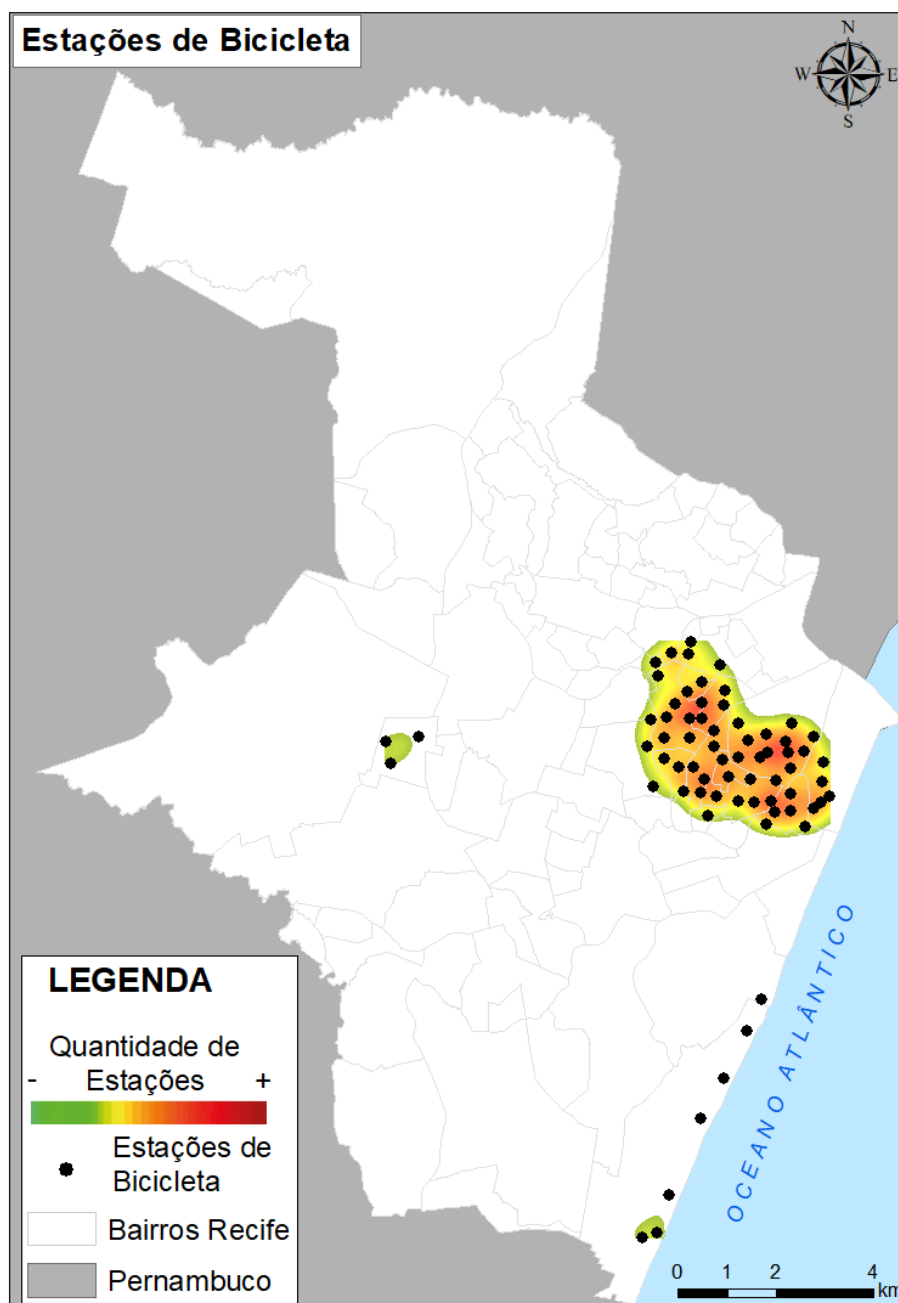 Estações de Bicicleta
N
W E
S
OCEANO ATLÂNTICO
LEGENDA
Quantidade de
- Estações +
Estações de
Bicicleta
Bairros Recife
Pernambuco
0 1 2 4
km